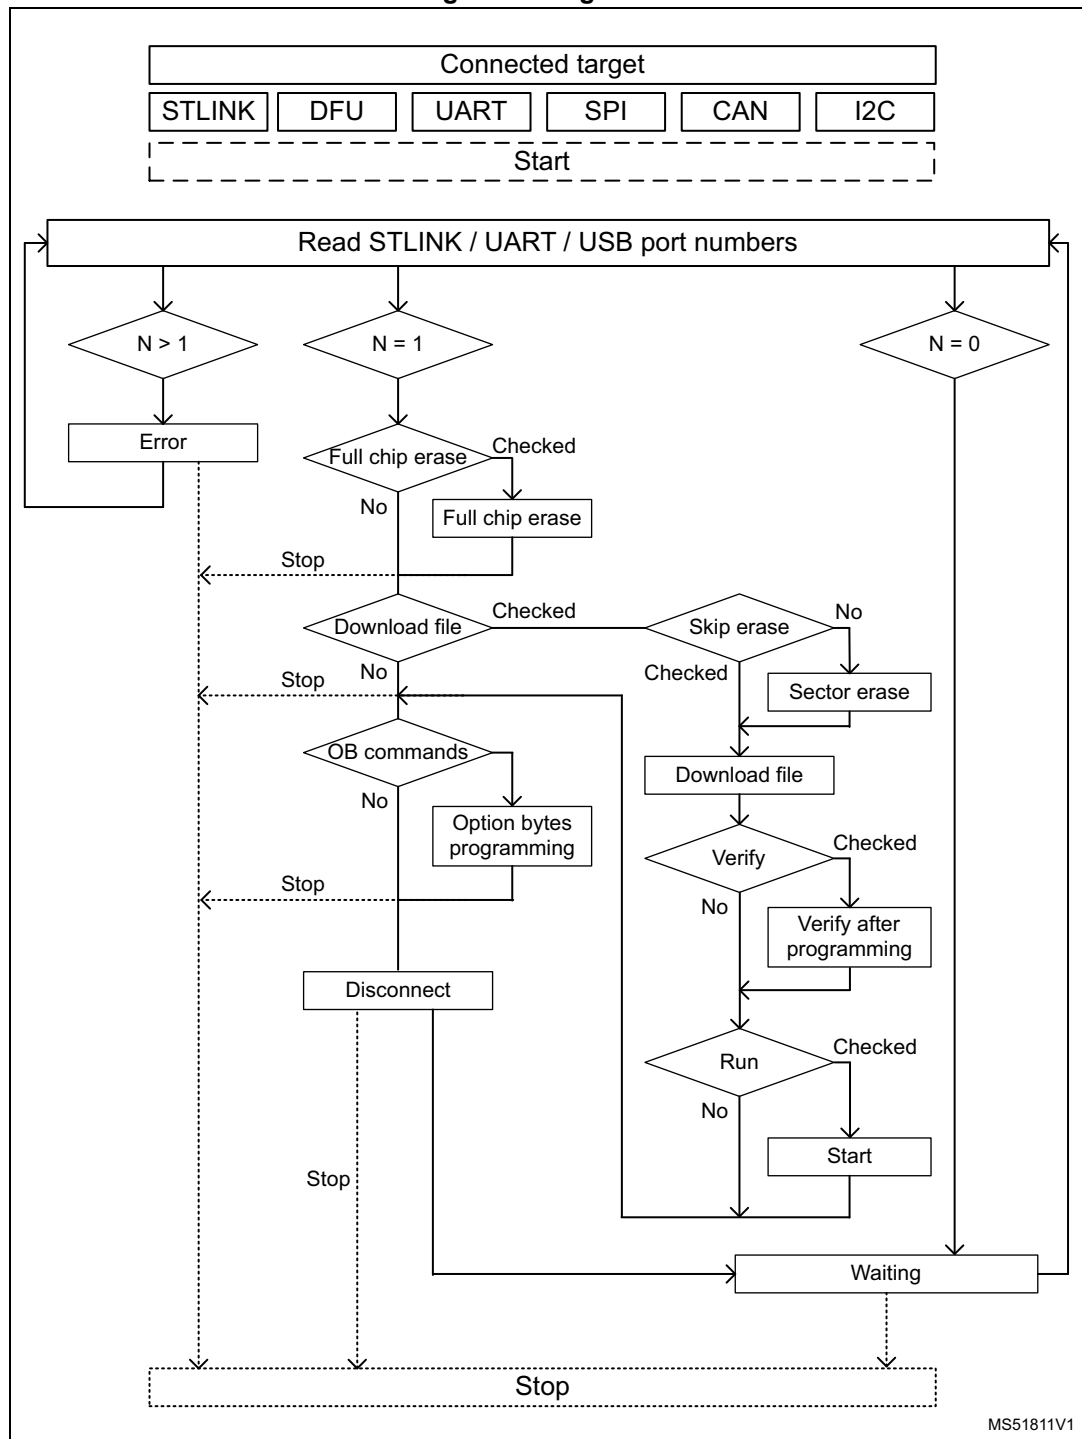 Connected target
STLINK
DFU
UART
SPI
CAN
I2C
Start
Read STLINK / UART / USB port numbers
N > 1
N = 1
N = 0
Error
Full chip erase
Checked
No
Full chip erase
Stop
Download file
Checked
Skip erase
No
No
Checked
Sector erase
Stop
OB commands
Download file
No
Option bytes
programming
Verify
Checked
Stop
No
Verify after
programming
Disconnect
Run
Checked
No
Start
Stop
Waiting
Stop
MS51811V1